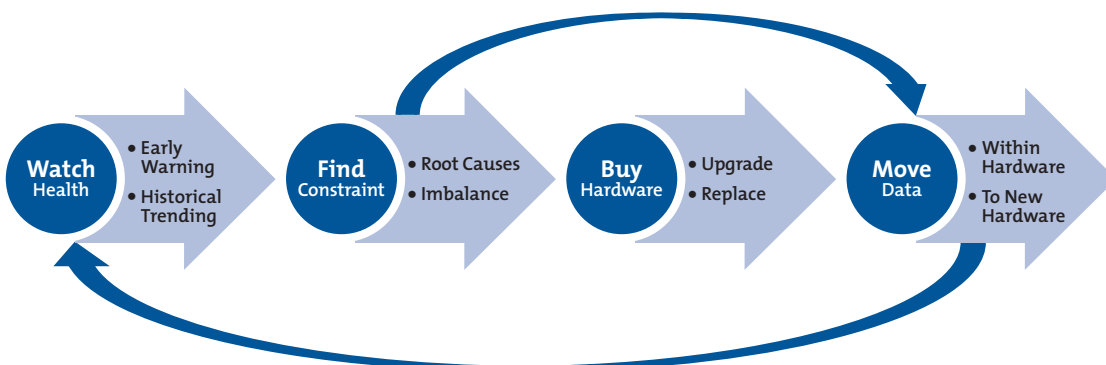 Watch
Health
• Early
Warning
• Historical
Trending
Find
Constraint
• Root Causes
• Imbalance
Buy
Hardware
• Upgrade
• Replace
Move
Data
• Within
Hardware
• To New
Hardware